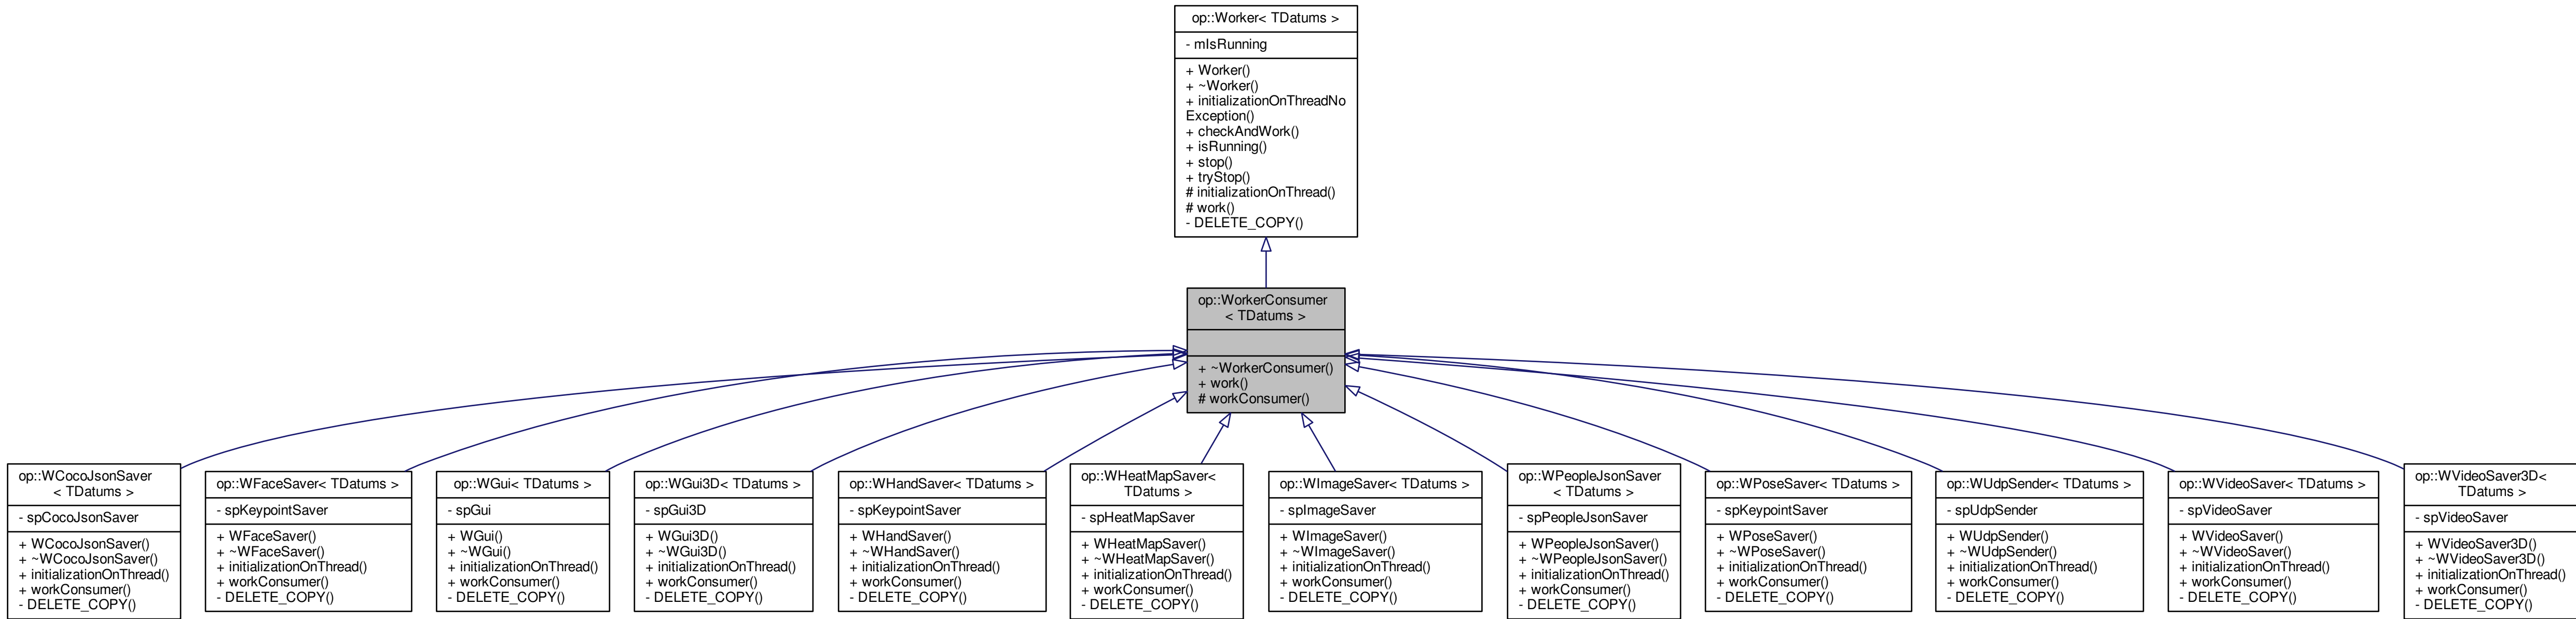 op::Worker< TDatums >
- mIsRunning
+ Worker()
+ ~Worker()
+ initializationOnThreadNo
Exception()
+ checkAndWork()
+ isRunning()
+ stop()
+ tryStop()
# initializationOnThread()
# work()
- DELETE_COPY()
op::WorkerConsumer
< TDatums >
+ ~WorkerConsumer()
+ work()
# workConsumer()
op::WCocoJsonSaver
< TDatums >
- spCocoJsonSaver
+ WCocoJsonSaver()
+ ~WCocoJsonSaver()
+ initializationOnThread()
+ workConsumer()
- DELETE_COPY()
op::WFaceSaver< TDatums >
- spKeypointSaver
+ WFaceSaver()
+ ~WFaceSaver()
+ initializationOnThread()
+ workConsumer()
- DELETE_COPY()
op::WGui< TDatums >
- spGui
+ WGui()
+ ~WGui()
+ initializationOnThread()
+ workConsumer()
- DELETE_COPY()
op::WGui3D< TDatums >
- spGui3D
+ WGui3D()
+ ~WGui3D()
+ initializationOnThread()
+ workConsumer()
- DELETE_COPY()
op::WHandSaver< TDatums >
- spKeypointSaver
+ WHandSaver()
+ ~WHandSaver()
+ initializationOnThread()
+ workConsumer()
- DELETE_COPY()
op::WHeatMapSaver<
TDatums >
- spHeatMapSaver
+ WHeatMapSaver()
+ ~WHeatMapSaver()
+ initializationOnThread()
+ workConsumer()
- DELETE_COPY()
op::WImageSaver< TDatums >
- spImageSaver
+ WImageSaver()
+ ~WImageSaver()
+ initializationOnThread()
+ workConsumer()
- DELETE_COPY()
op::WPeopleJsonSaver
< TDatums >
- spPeopleJsonSaver
+ WPeopleJsonSaver()
+ ~WPeopleJsonSaver()
+ initializationOnThread()
+ workConsumer()
- DELETE_COPY()
op::WPoseSaver< TDatums >
- spKeypointSaver
+ WPoseSaver()
+ ~WPoseSaver()
+ initializationOnThread()
+ workConsumer()
- DELETE_COPY()
op::WUdpSender< TDatums >
- spUdpSender
+ WUdpSender()
+ ~WUdpSender()
+ initializationOnThread()
+ workConsumer()
- DELETE_COPY()
op::WVideoSaver< TDatums >
- spVideoSaver
+ WVideoSaver()
+ ~WVideoSaver()
+ initializationOnThread()
+ workConsumer()
- DELETE_COPY()
op::WVideoSaver3D<
TDatums >
- spVideoSaver
+ WVideoSaver3D()
+ ~WVideoSaver3D()
+ initializationOnThread()
+ workConsumer()
- DELETE_COPY()